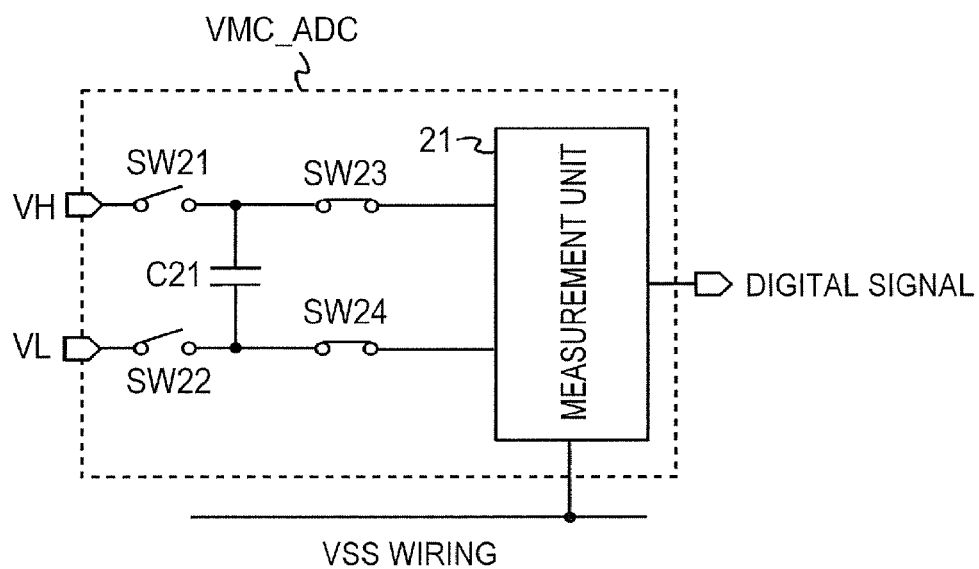 VMC_ADC
21
SW21
SW23
VH
C21
SW24
VL
SW22
MEASUREMENT UNIT
DIGITAL SIGNAL
VSS WIRING